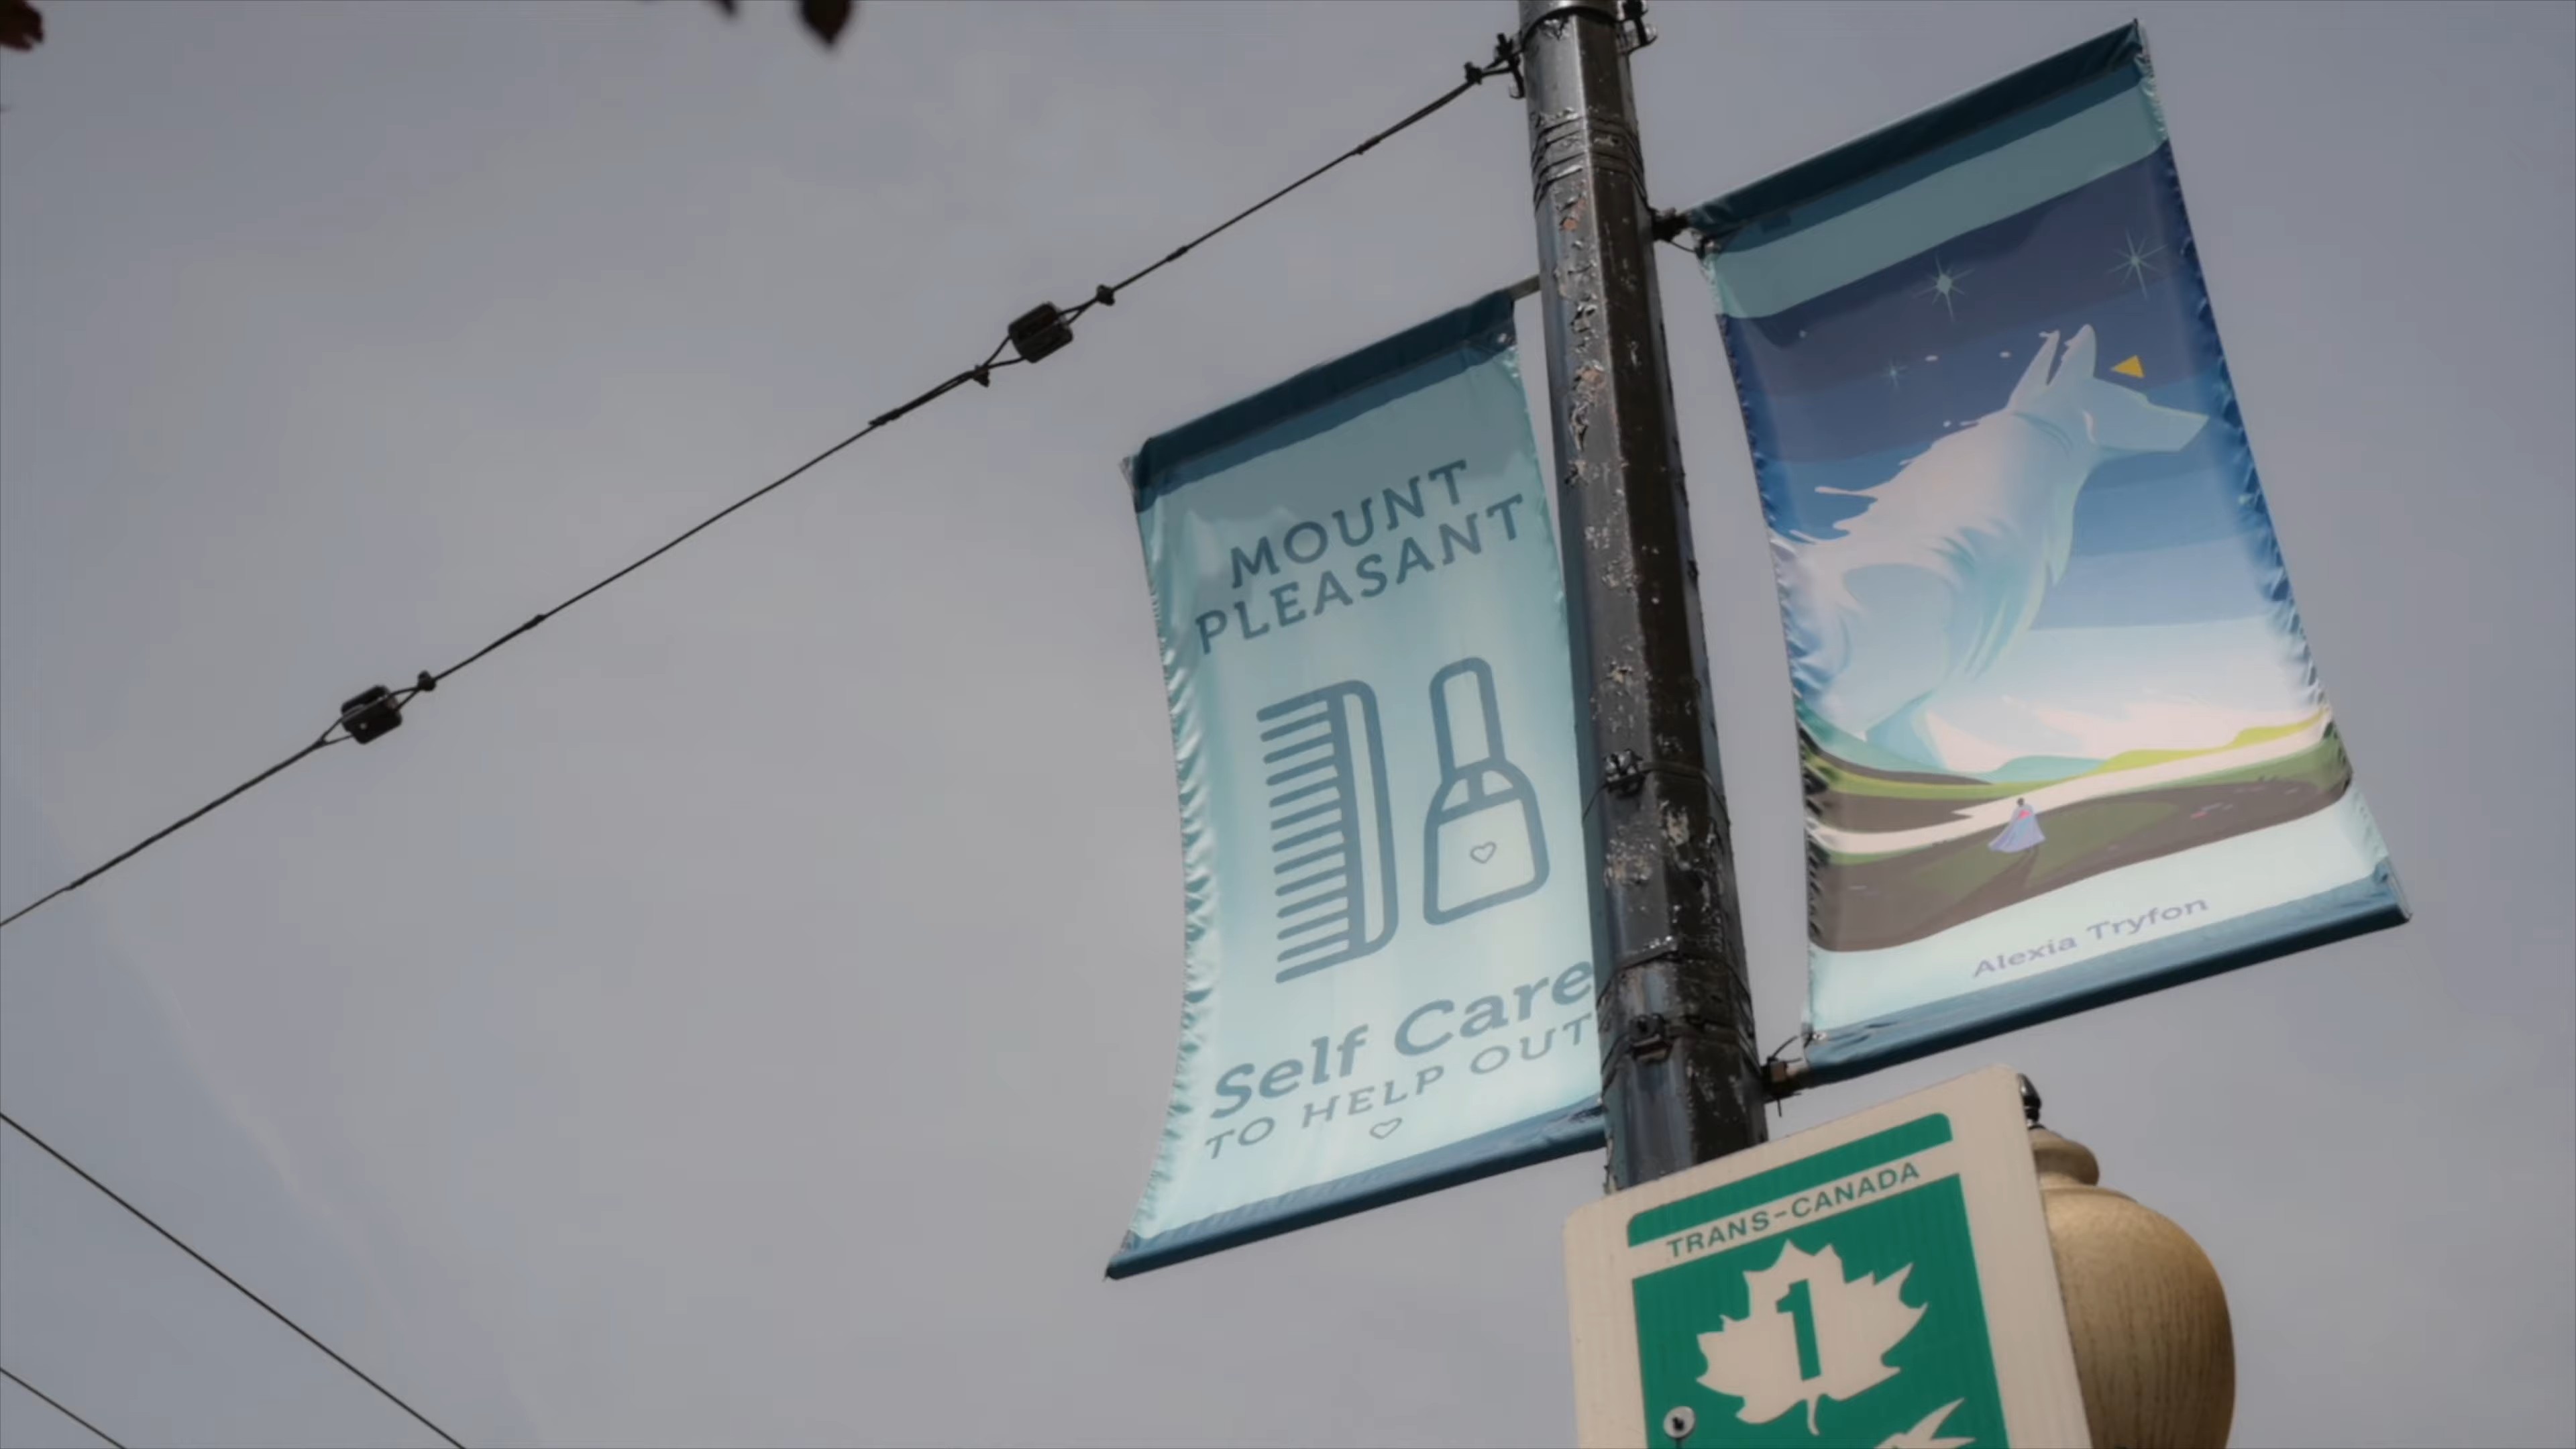 MOUNT
PLEASANT
Self Care
TO HELP OUT
Alexia Tryfon
TRANS-CANADA
1